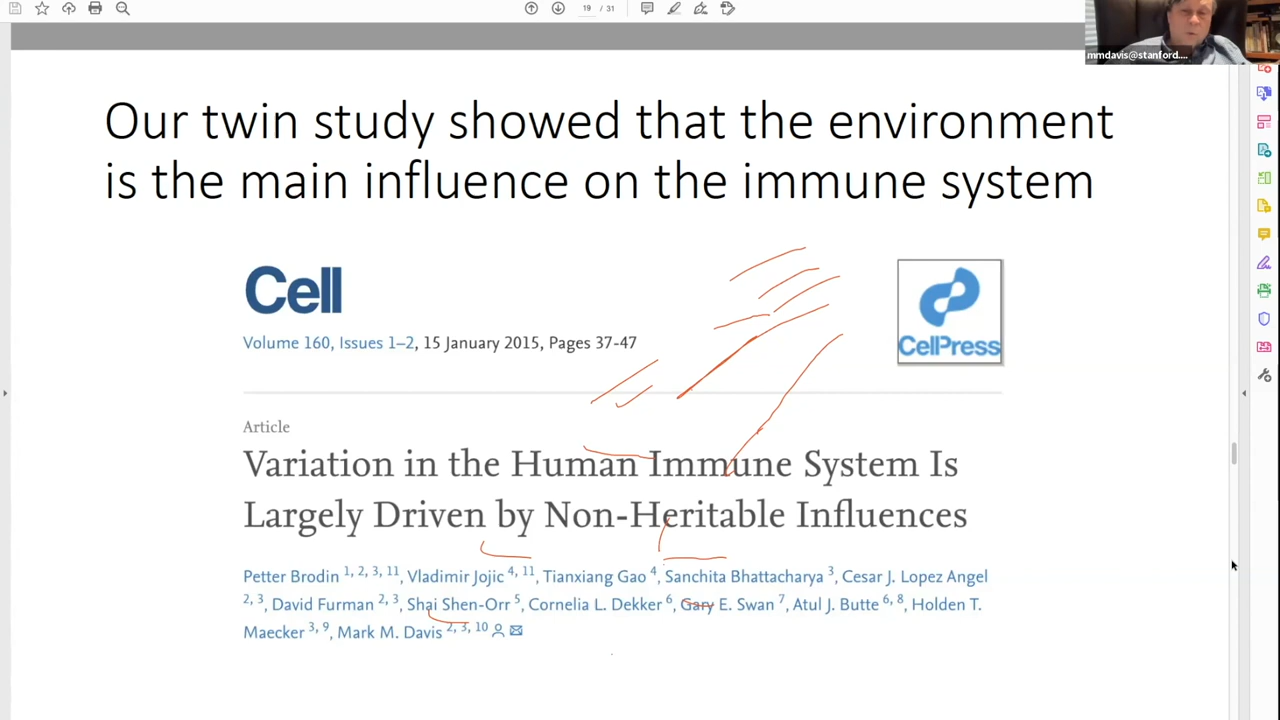 19 / 31
mmdavis@stanford....
Our twin study showed that the environment
is the main influence on the immune system
Cell
Volume 160, Issues 1–2, 15 January 2015, Pages 37-47
CellPress
Article
Variation in the Human Immune System Is
Largely Driven by Non-Heritable Influences
Petter Brodin 1, 2, 3, 11, Vladimir Jojic 4, 11, Tianxiang Gao 4, Sanchita Bhattacharya 3, Cesar J. Lopez Angel
2, 3, David Furman 2, 3, Shai Shen-Orr 5, Cornelia L. Dekker 6, Gary E. Swan 7, Atul J. Butte 6, 8, Holden T.
Maecker 3, 9, Mark M. Davis 2, 3, 10